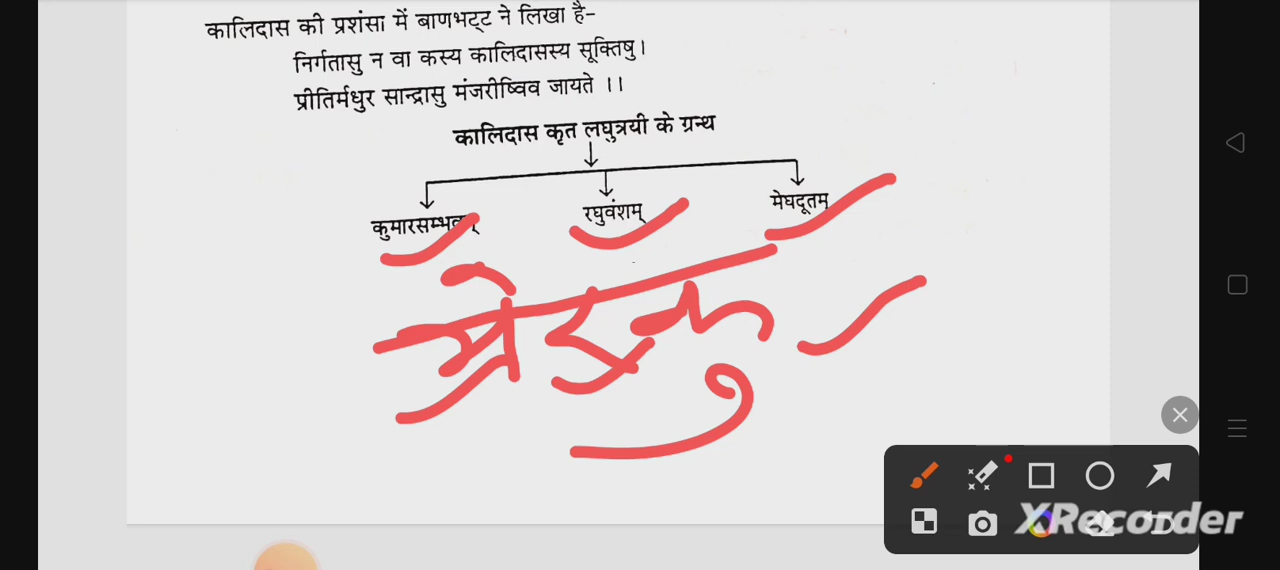 कालिदास की प्रशंसा में बाणभट्ट ने लिखा है-
निर्गतासु न वा कस्य कालिदासस्य सूक्तिषु।
प्रीतिर्मधुर सान्द्रासु मंजरीष्विव जायते ।।
कालिदास कृत लघुत्रयी के ग्रन्थ
कुमारसम्भवम् रघुवंशम् मेघदूतम्
XRecorder